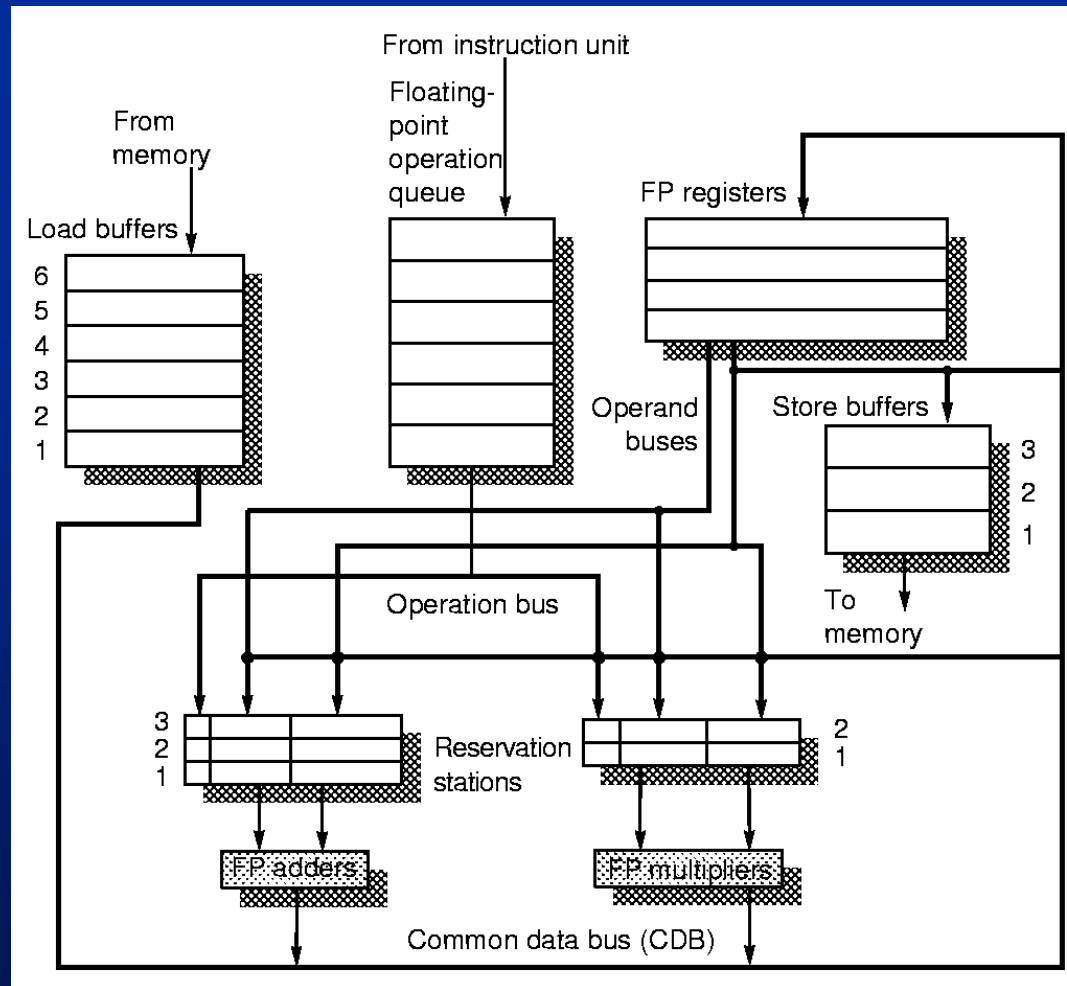 From instruction unit
Floating-
point
operation
queue
From
memory
FP registers
Load buffers
6
5
4
3
2
1
Operand
buses
Store buffers
3
2
1
To
memory
Operation bus
3
2
1
Reservation
stations
2
1
FP adders
FP multipliers
Common data bus (CDB)